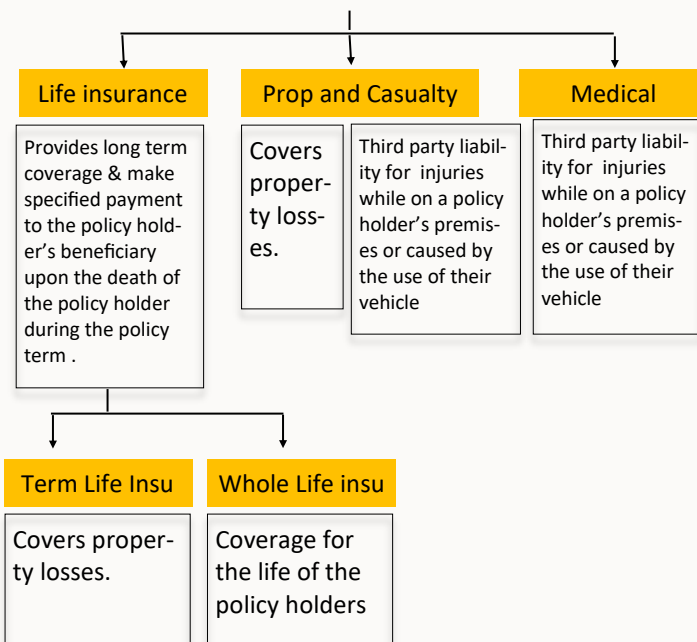 Life insurance
Prop and Casualty
Medical
Provides long term
coverage & make
specified payment
to the policy hold-
er’s beneficiary
upon the death of
the policy holder
during the policy
term .
Covers
proper-
ty loss-
es.
Third party liabil-
ity for  injuries
while on a policy
holder’s premis-
es or caused by
the use of their
vehicle
Third party liabil-
ity for  injuries
while on a policy
holder’s premis-
es or caused by
the use of their
vehicle
Term Life Insu
Whole Life insu
Covers proper-
ty losses.
Coverage for
the life of the
policy holders